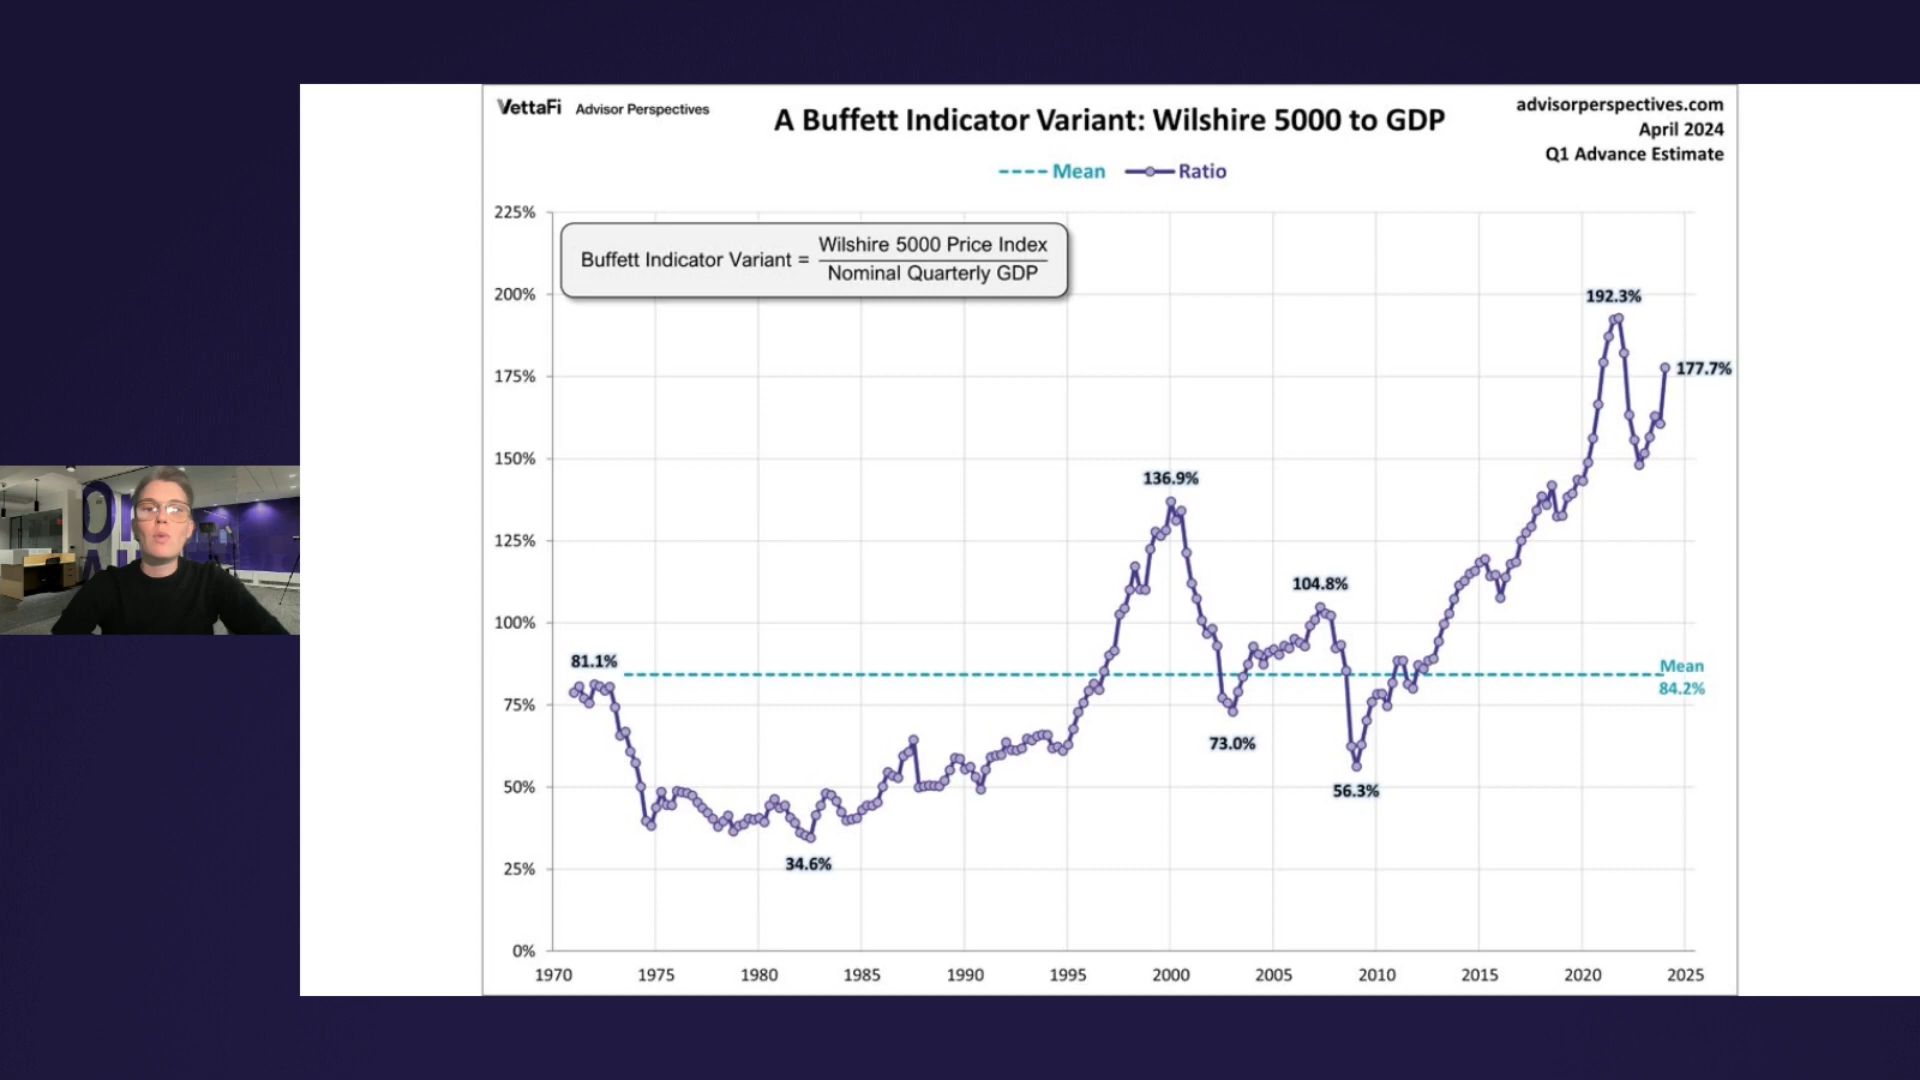 VettaFi Advisor Perspectives
A Buffett Indicator Variant: Wilshire 5000 to GDP
advisorperspectives.com
April 2024
Q1 Advance Estimate
Mean Ratio
225%
Buffett Indicator Variant =
Wilshire 5000 Price Index
Nominal Quarterly GDP
200%
192.3%
175%
177.7%
150%
136.9%
125%
104.8%
100%
81.1%
Mean
84.2%
75%
73.0%
56.3%
50%
34.6%
25%
0%
1970 1975 1980 1985 1990 1995 2000 2005 2010 2015 2020 2025